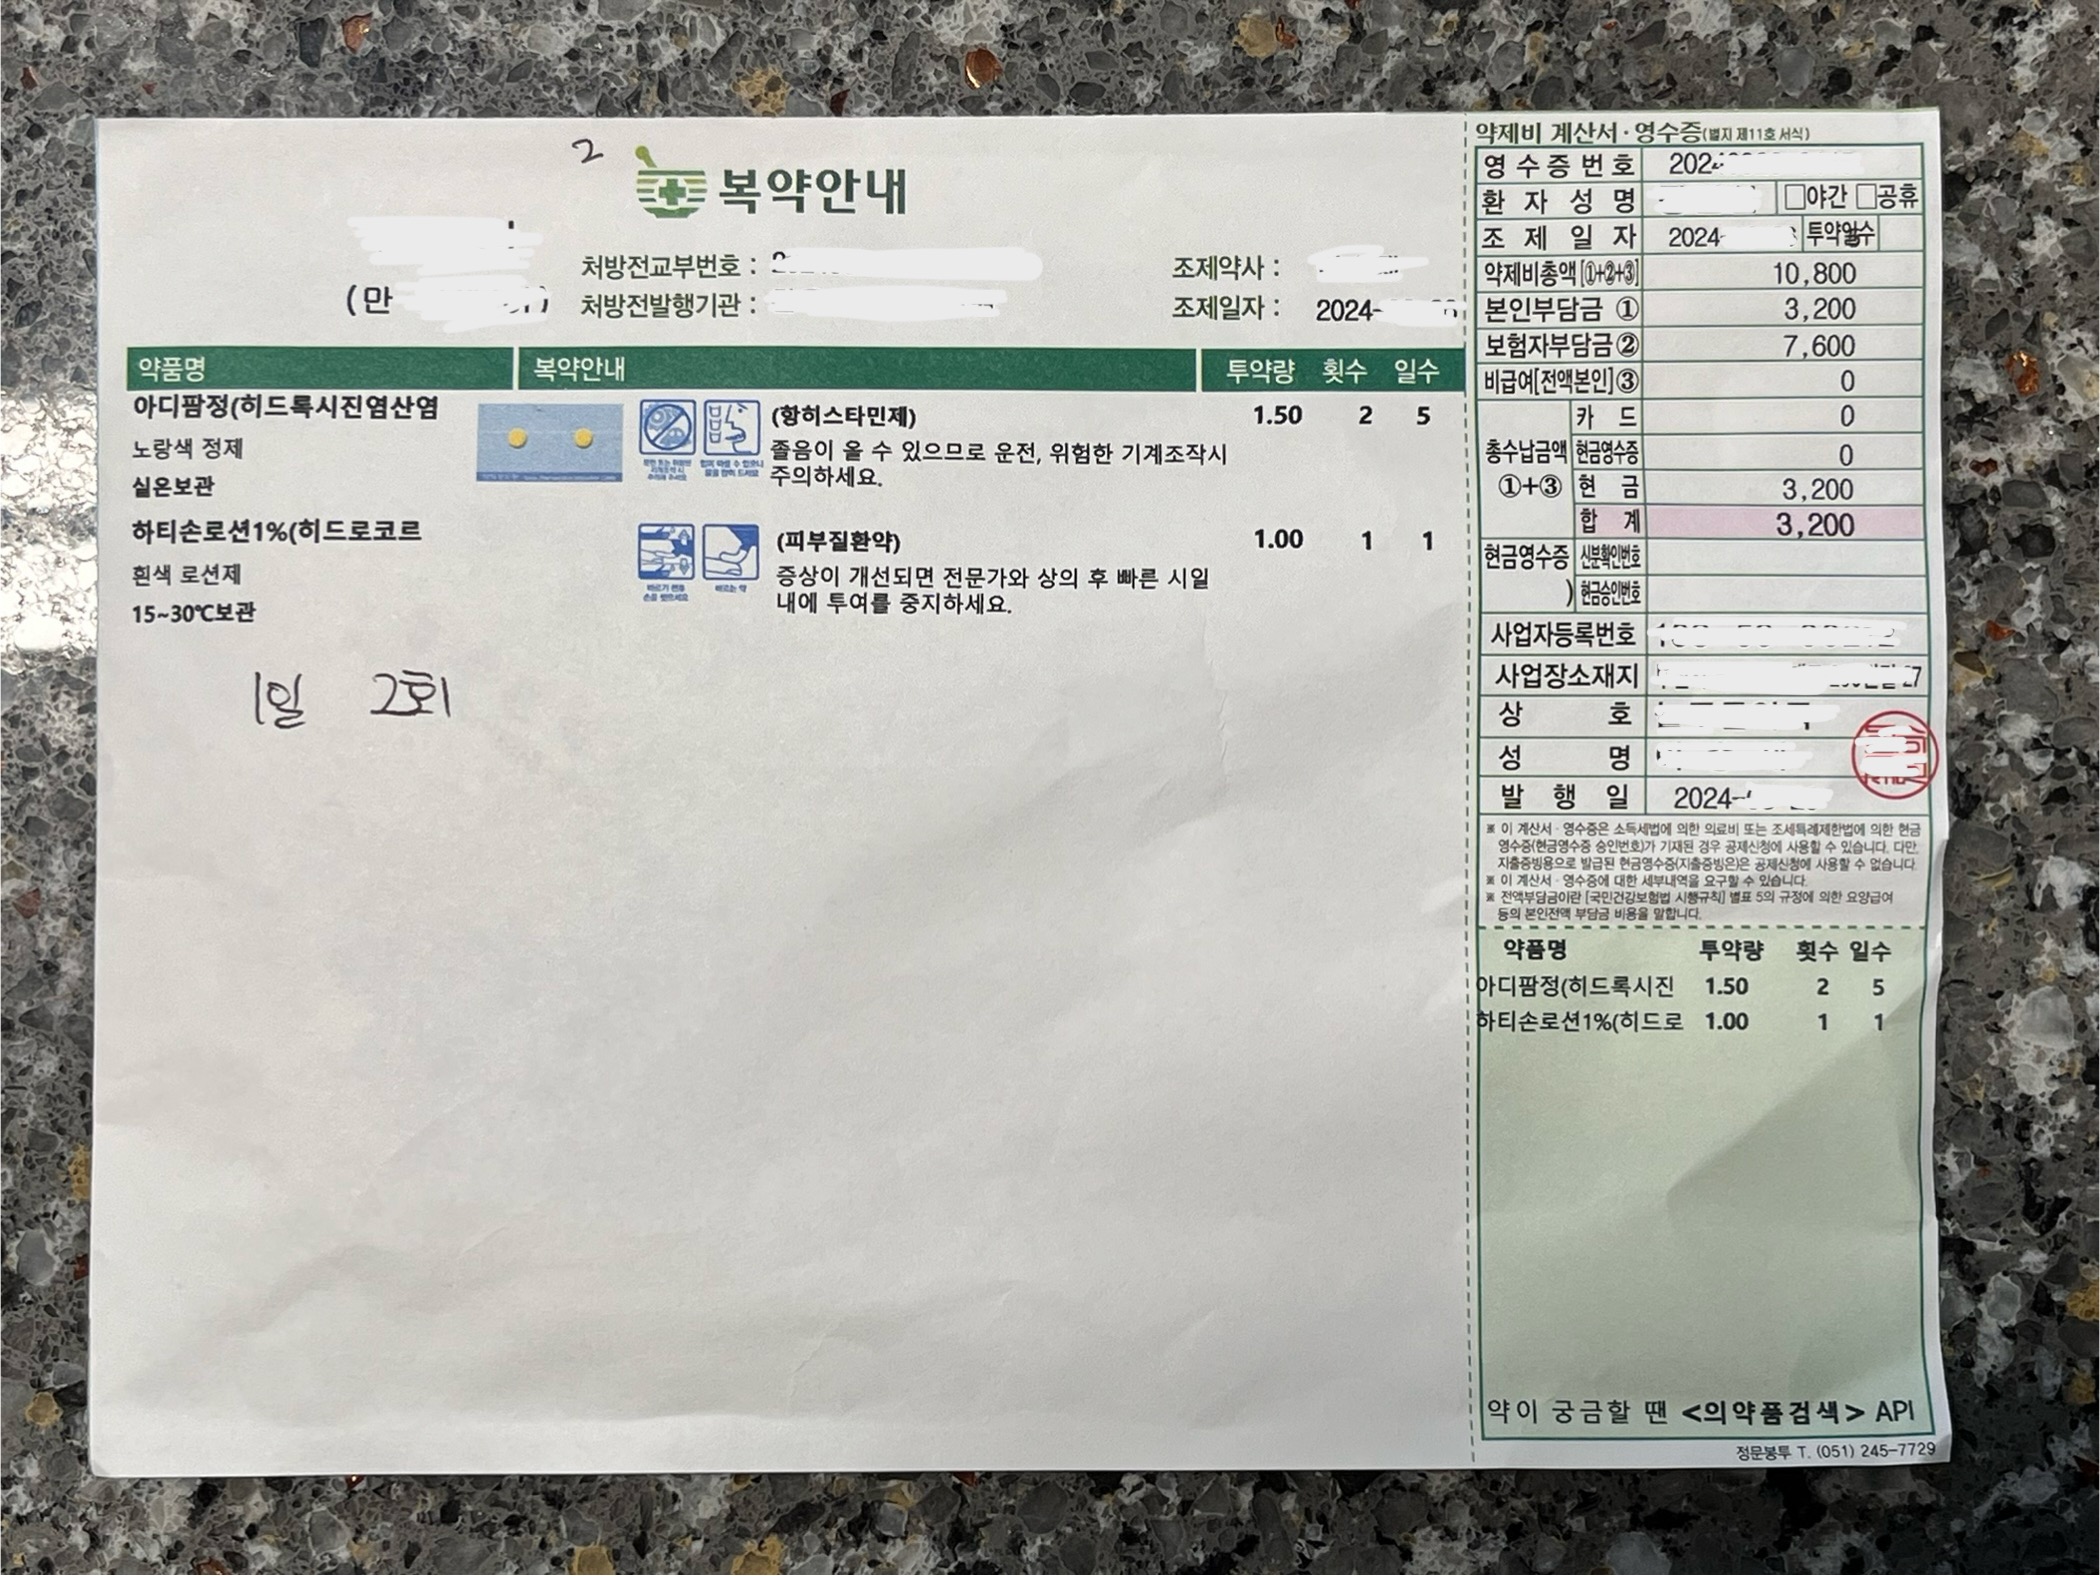 2
복약안내
처방전교부번호 :
조제약사 :
(만
처방전발행기관 :
조제일자 : 2024-
약품명 복약안내 투약량 횟수 일수
아디팜정(히드록시진염산염 (항히스타민제) 1.50 2 5
노랑색 정제 졸음이 올 수 있으므로 운전, 위험한 기계조작시
주의하세요.
실온보관
하티손로션1%(히드로코르 (피부질환약) 1.00 1 1
흰색 로션제 증상이 개선되면 전문가와 상의 후 빠른 시일
내에 투여를 중지하세요.
15~30℃보관
1일 2회
약제비 계산서·영수증(별지 제11호 서식)
영수증번호 202
환자성명 □야간 □공휴
조제일자 2024- 투약일수
약제비총액[①+②+③] 10,800
본인부담금 ① 3,200
보험자부담금② 7,600
비급여[전액본인]③ 0
총수납금액 ①+③
카드 0
현금영수증 0
현금 3,200
합계 3,200
현금영수증 )
신분확인번호
현금승인번호
사업자등록번호
사업장소재지 27
상호
성명
발행일 2024-
※ 이 계산서·영수증은 소득세법에 의한 의료비 또는 조세특례제한법에 의한 현금
영수증(현금영수증 승인번호)가 기재된 경우 공제신청에 사용할 수 있습니다. 다만,
지출증빙용으로 발급된 현금영수증(지출증빙은)은 공제신청에 사용할 수 없습니다.
※ 이 계산서·영수증에 대한 세부내역을 요구할 수 있습니다.
※ 전액부담금이란 [국민건강보험법 시행규칙] 별표 5의 규정에 의한 요양급여
등의 본인전액 부담금 비용을 말합니다.
약품명 투약량 횟수 일수
아디팜정(히드록시진 1.50 2 5
하티손로션1%(히드로 1.00 1 1
약이 궁금할 땐 <의약품검색> API
정문봉투 T. (051) 245-7729